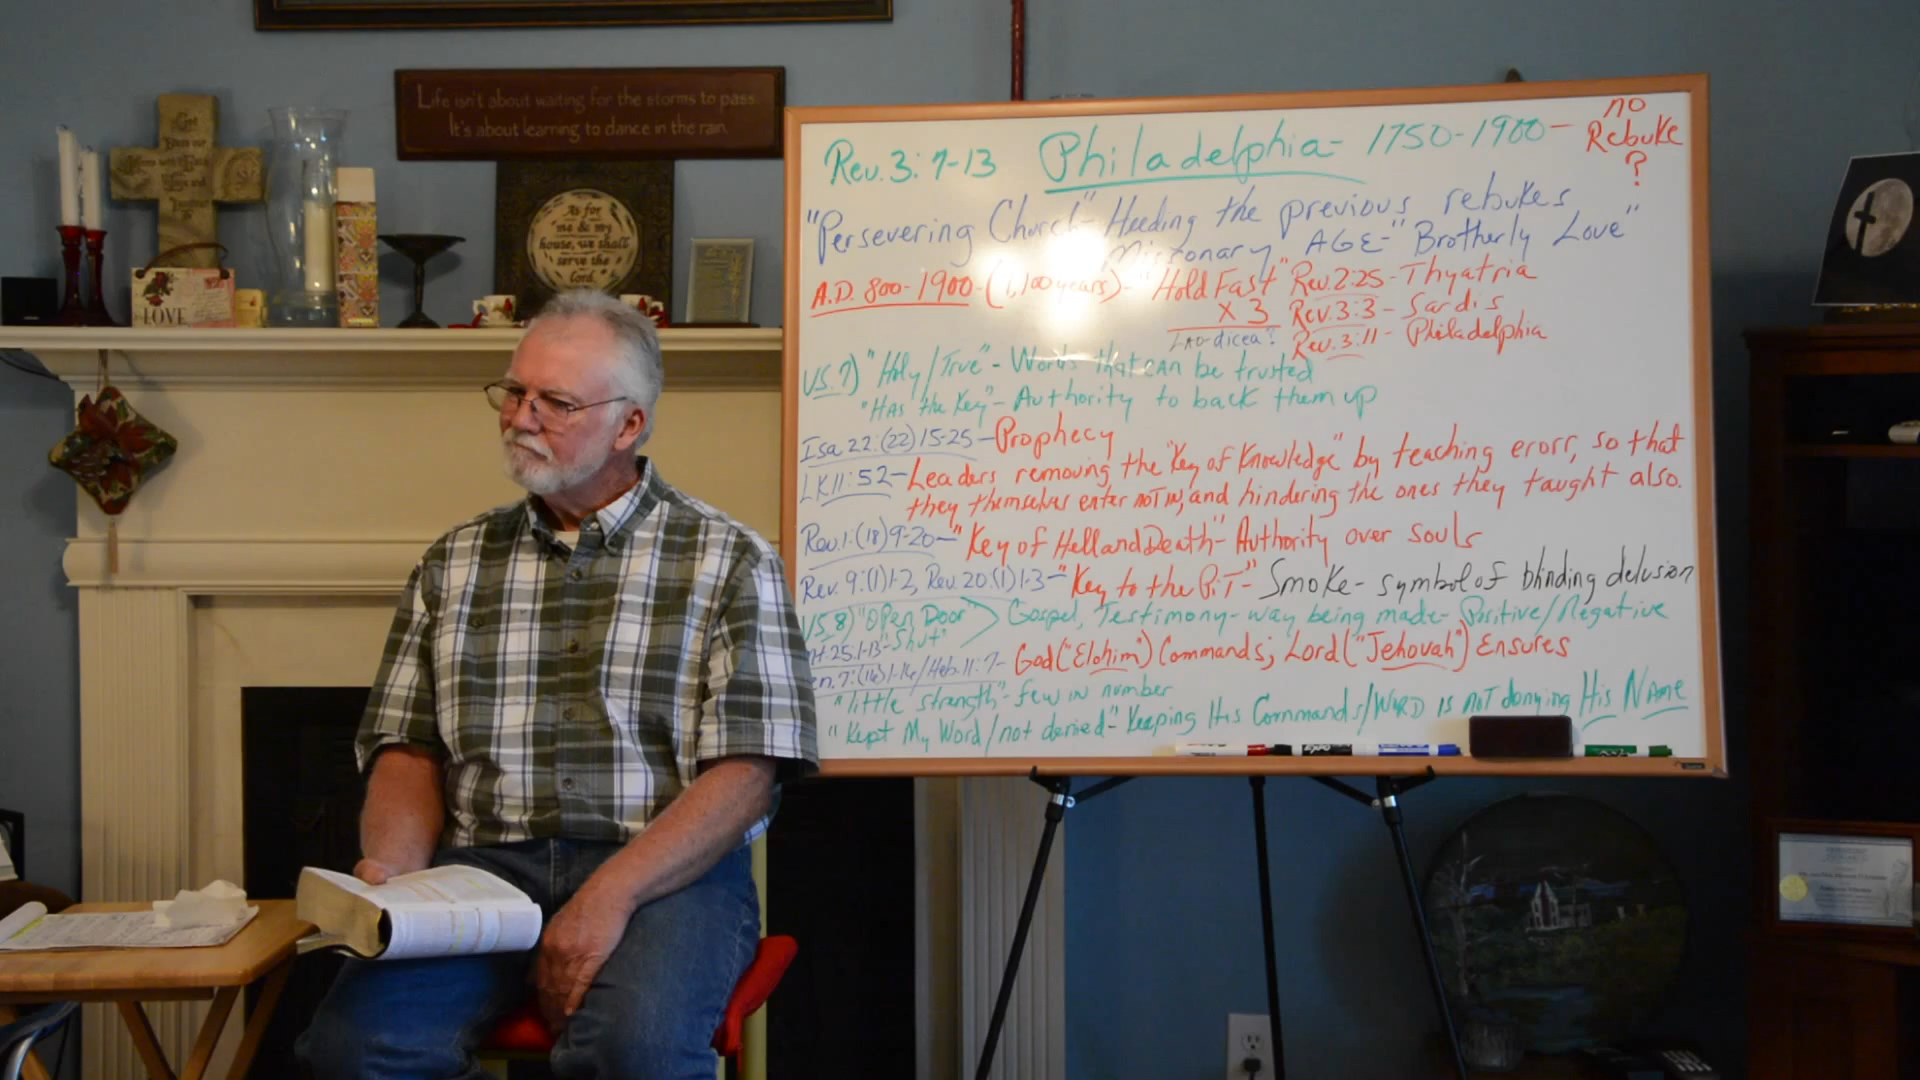 Life isn't about waiting for the storms to pass.
It's about learning to dance in the rain.
God
Bless our
As for
me & my
house, we shall
serve the
Lord
LOVE
Rev. 3:7-13 Philadelphia- 1750-1900- no
Rebuke
?
"Persevering Church"- Heeding the previous rebukes
Missionary AGE- "Brotherly Love"
A.D. 800-1900-(1,100 years)- "Hold Fast" Rev. 2:25- Thyatria
X 3 Rev. 3:3- Sardis
LAO-dicea? Rev. 3:11- Philadelphia
VS. 7) "Holy/True"- Words that can be trusted
"HAS the Key"- Authority to back them up
Isa 22:(22)15-25-Prophecy
LK11:52-Leaders removing the "Key of Knowledge" by teaching erorr, so that
they themselves enter not in, and hindering the ones they taught also.
Rev. 1:(18)9-20-"Key of Hell and Death"- Authority over souls
Rev. 9:(1)1-2, Rev. 20:(1)1-3-"Key to the PiT-" Smoke- symbol of blinding delusion
VS. 8) "OPen Door" > Gospel, Testimony- way being made- Positive/Negative
25:1-13-"Shut"
en. 7:(16)1-16/Heb. 11:7- God("Elohim") Commands; Lord("Jehovah") Ensures
"little strength"- few in number
"Kept My Word/not denied"- Keeping His Commands/WORD is not denying His NAME
EXPO